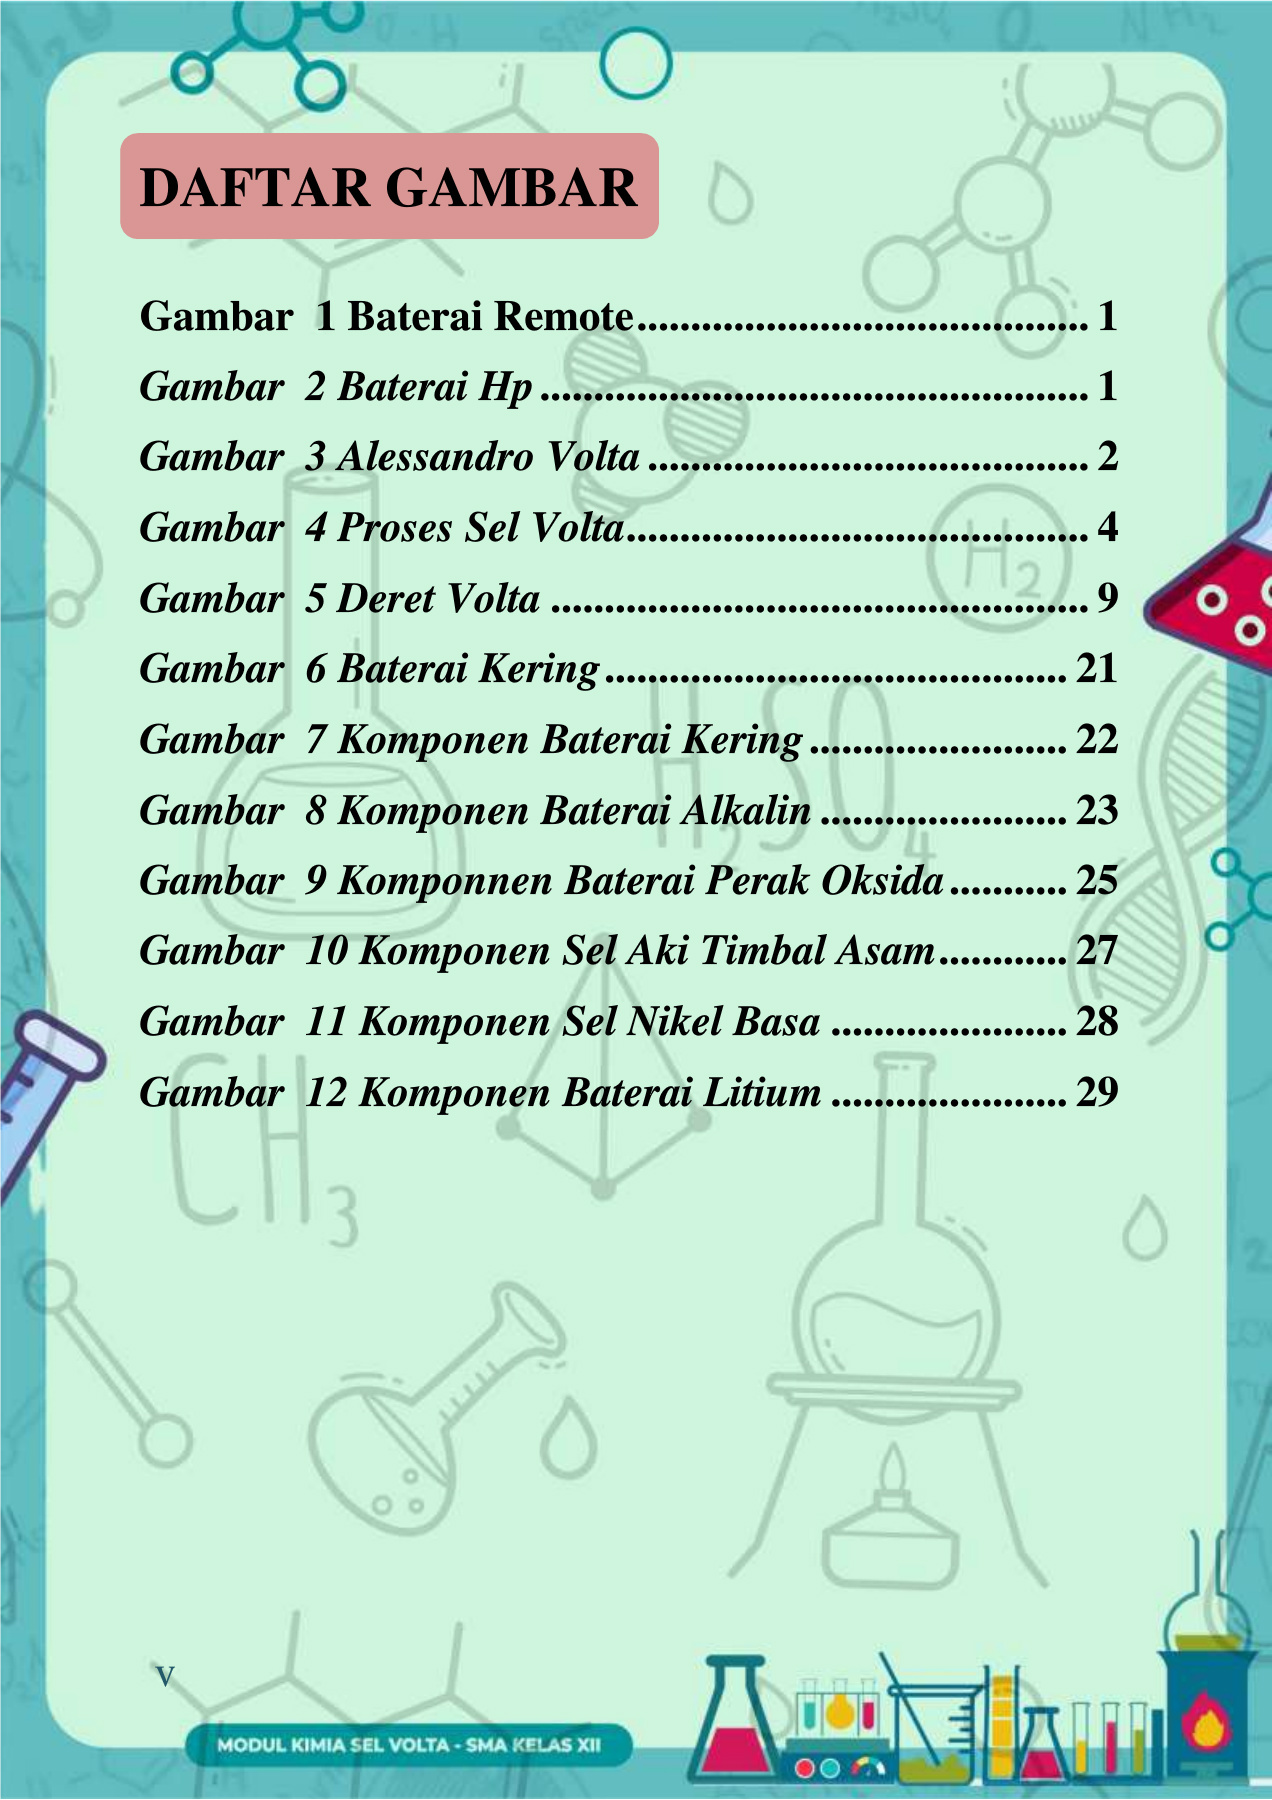 DAFTAR GAMBAR
Gambar 1 Baterai Remote.......................................... 1
Gambar 2 Baterai Hp ................................................... 1
Gambar 3 Alessandro Volta ......................................... 2
Gambar 4 Proses Sel Volta........................................... 4
Gambar 5 Deret Volta .................................................. 9
Gambar 6 Baterai Kering ........................................... 21
Gambar 7 Komponen Baterai Kering ........................ 22
Gambar 8 Komponen Baterai Alkalin ....................... 23
Gambar 9 Komponnen Baterai Perak Oksida ........... 25
Gambar 10 Komponen Sel Aki Timbal Asam............ 27
Gambar 11 Komponen Sel Nikel Basa ...................... 28
Gambar 12 Komponen Baterai Litium ...................... 29
H2
H2SO4
CH3
v
MODUL KIMIA SEL VOLTA - SMA KELAS XII